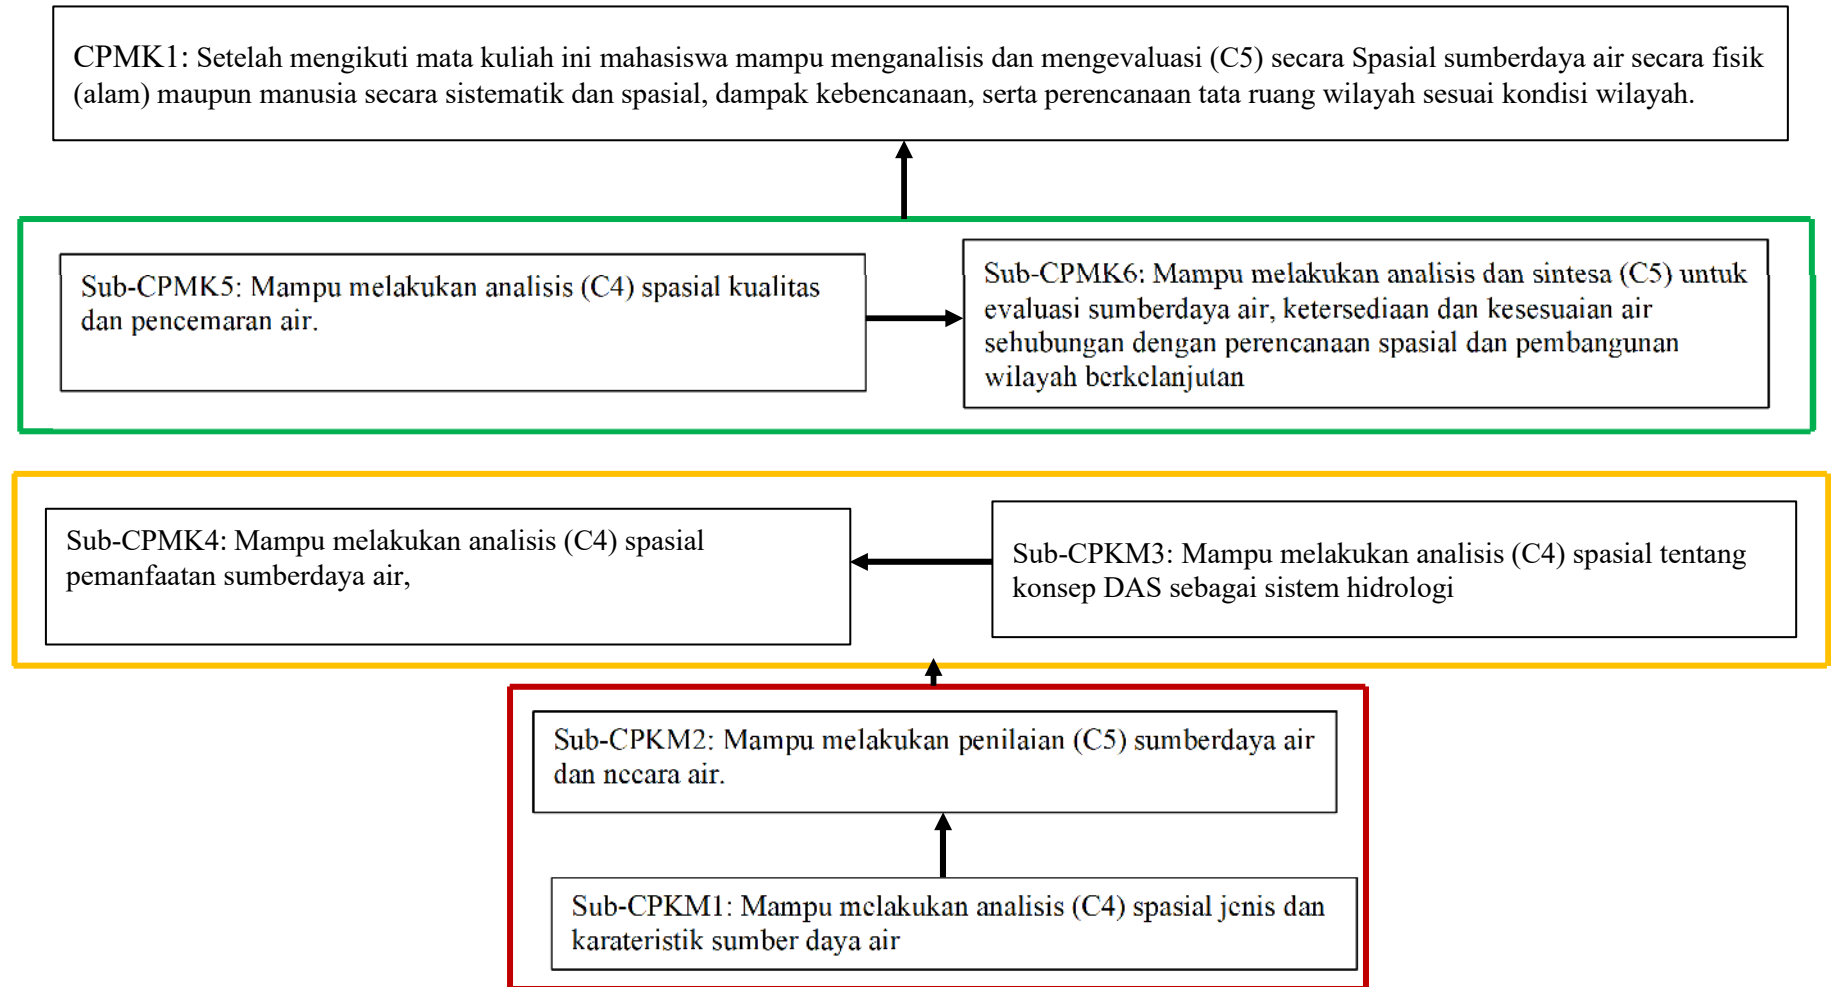 CPMK1: Setelah mengikuti mata kuliah ini mahasiswa mampu menganalisis dan mengevaluasi (C5) secara Spasial sumberdaya air secara fisik
(alam) maupun manusia secara sistematik dan spasial, dampak kebencanaan, serta perencanaan tata ruang wilayah sesuai kondisi wilayah.
Sub-CPMK5: Mampu melakukan analisis (C4) spasial kualitas
dan pencemaran air.
Sub-CPMK6: Mampu melakukan analisis dan sintesa (C5) untuk
evaluasi sumberdaya air, ketersediaan dan kesesuaian air
sehubungan dengan perencanaan spasial dan pembangunan
wilayah berkelanjutan
Sub-CPMK4: Mampu melakukan analisis (C4) spasial
pemanfaatan sumberdaya air,
Sub-CPKM3: Mampu melakukan analisis (C4) spasial tentang
konsep DAS sebagai sistem hidrologi
Sub-CPKM2: Mampu melakukan penilaian (C5) sumberdaya air
dan neeara air.
Sub-CPKM1: Mampu melakukan analisis (C4) spasial jenis dan
karateristik sumber daya air